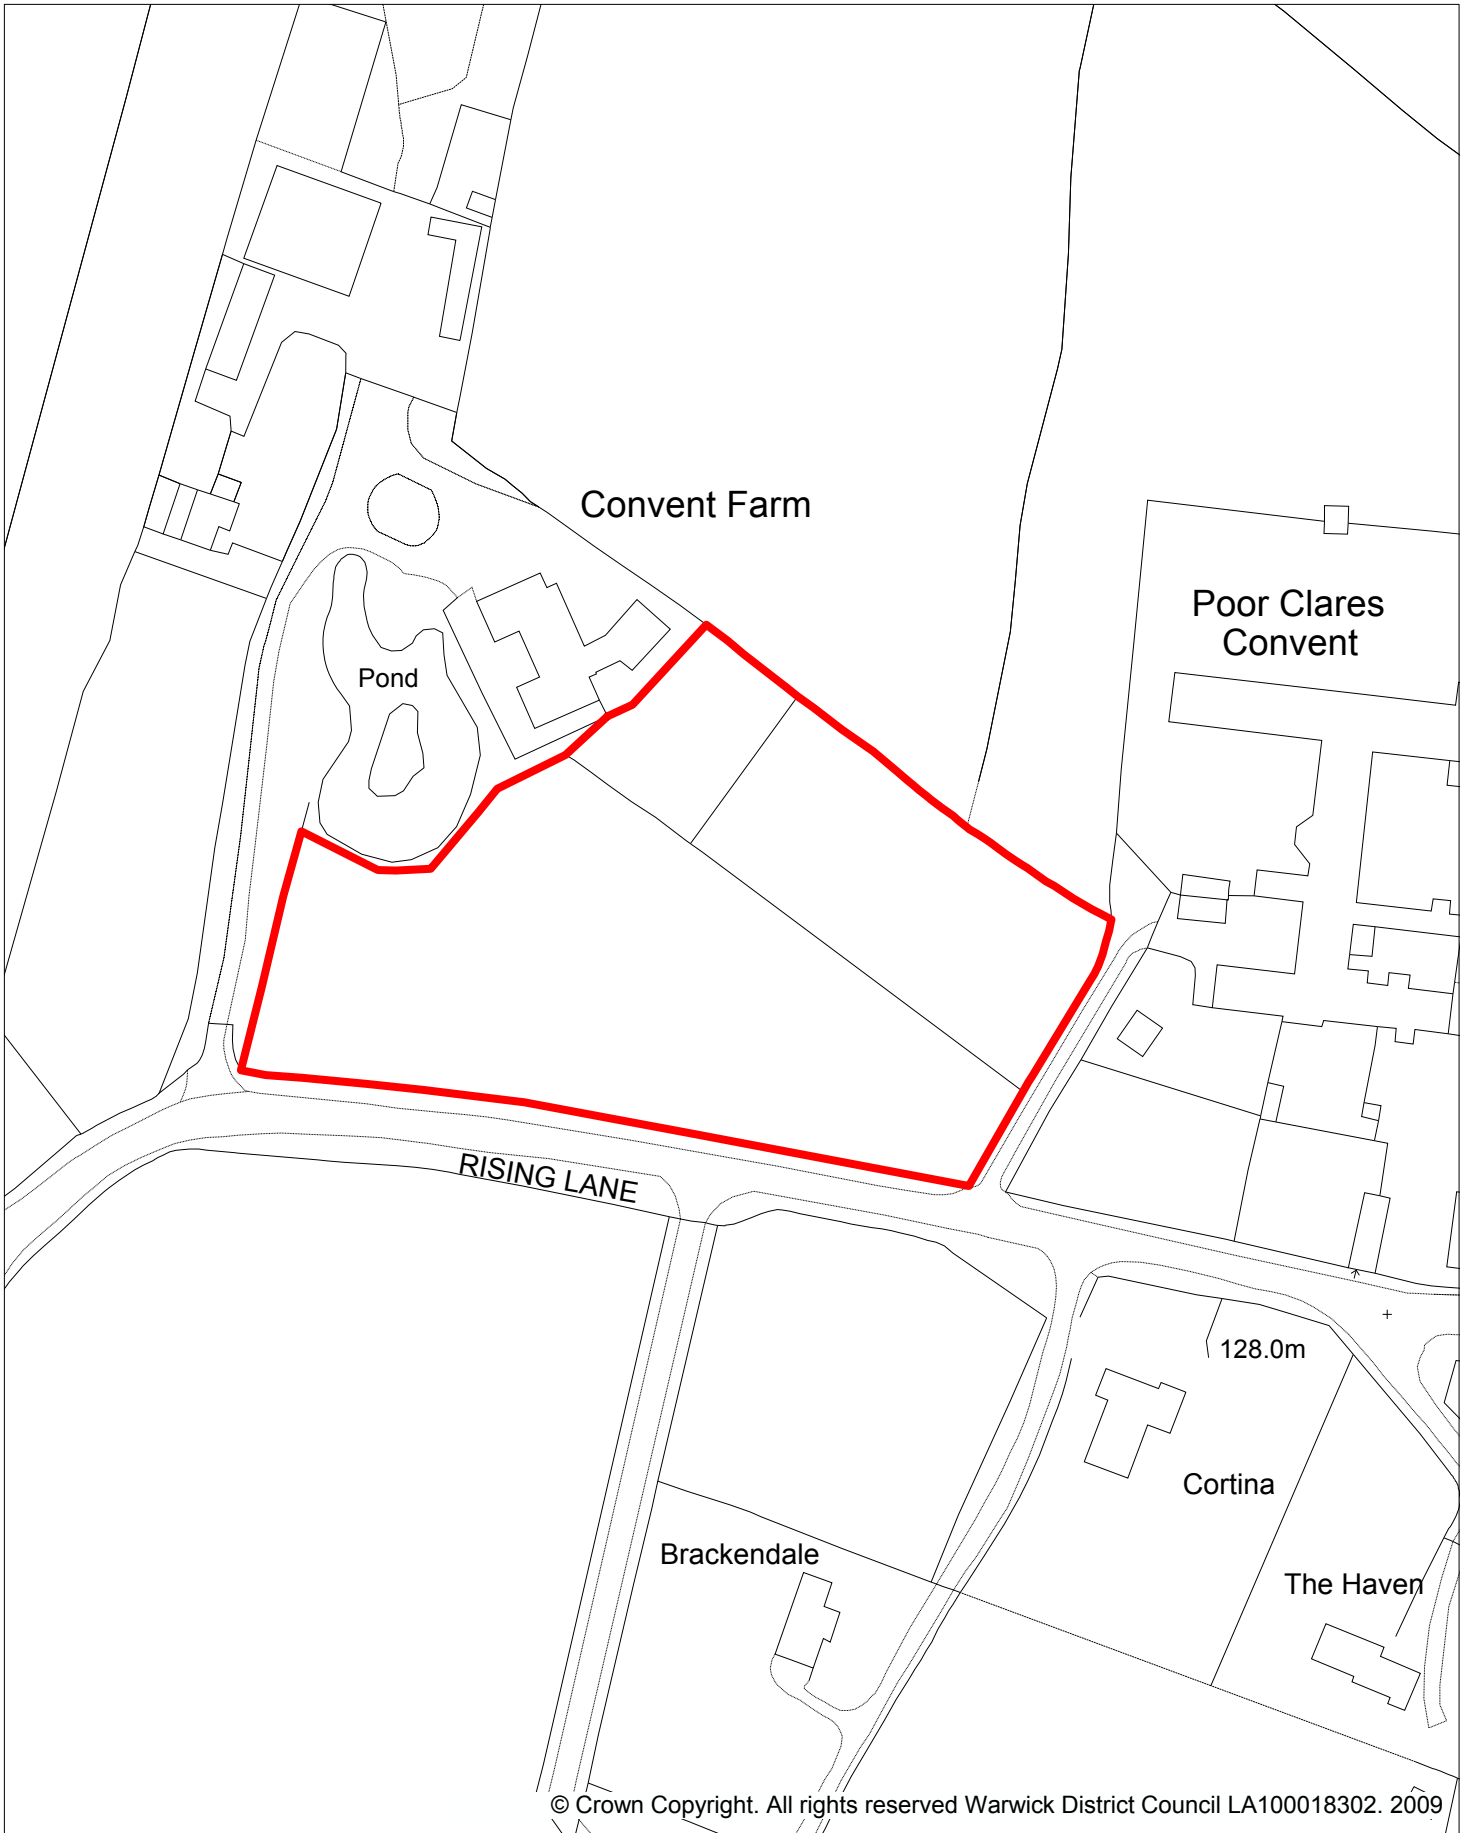 Convent Farm
Poor Clares
Convent
Pond
RISING LANE
128.0m
Cortina
Brackendale
The Haven
© Crown Copyright. All rights reserved Warwick District Council LA100018302. 2009